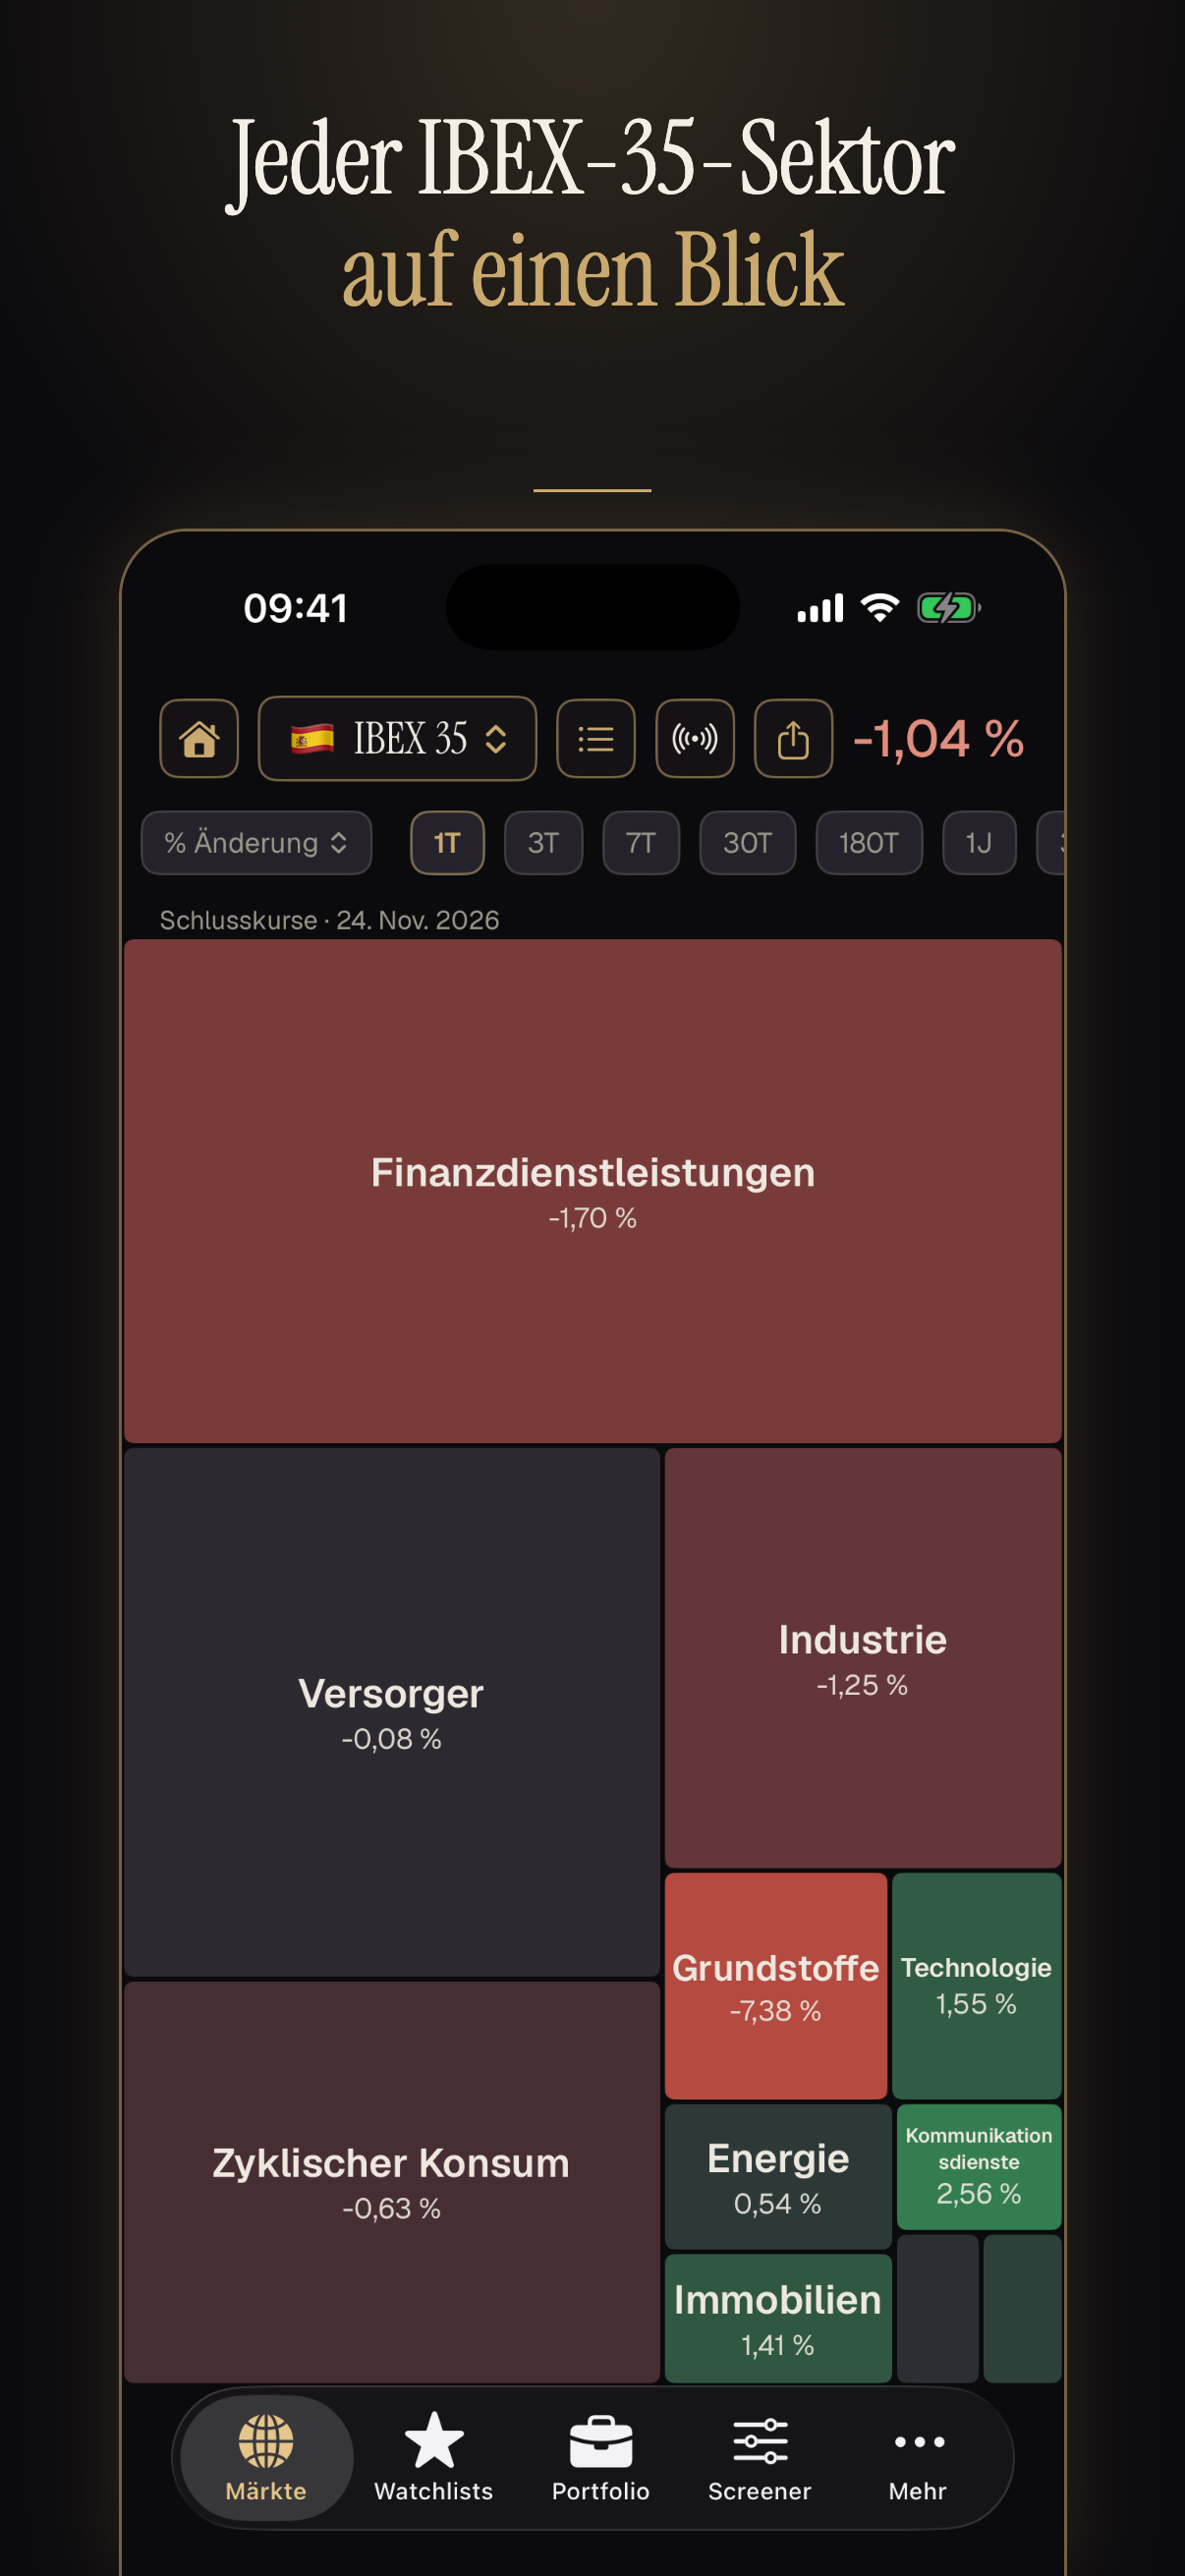 Jeder IBEX-35-Sektor
auf einen Blick
09:41
IBEX 35
-1,04 %
% Änderung
1T
3T
7T
30T
180T
1J
Schlusskurse · 24. Nov. 2026
Finanzdienstleistungen
-1,70 %
Versorger
-0,08 %
Industrie
-1,25 %
Grundstoffe
-7,38 %
Technologie
1,55 %
Zyklischer Konsum
-0,63 %
Energie
0,54 %
Kommunikation
sdienste
2,56 %
Immobilien
1,41 %
Märkte
Watchlists
Portfolio
Screener
Mehr